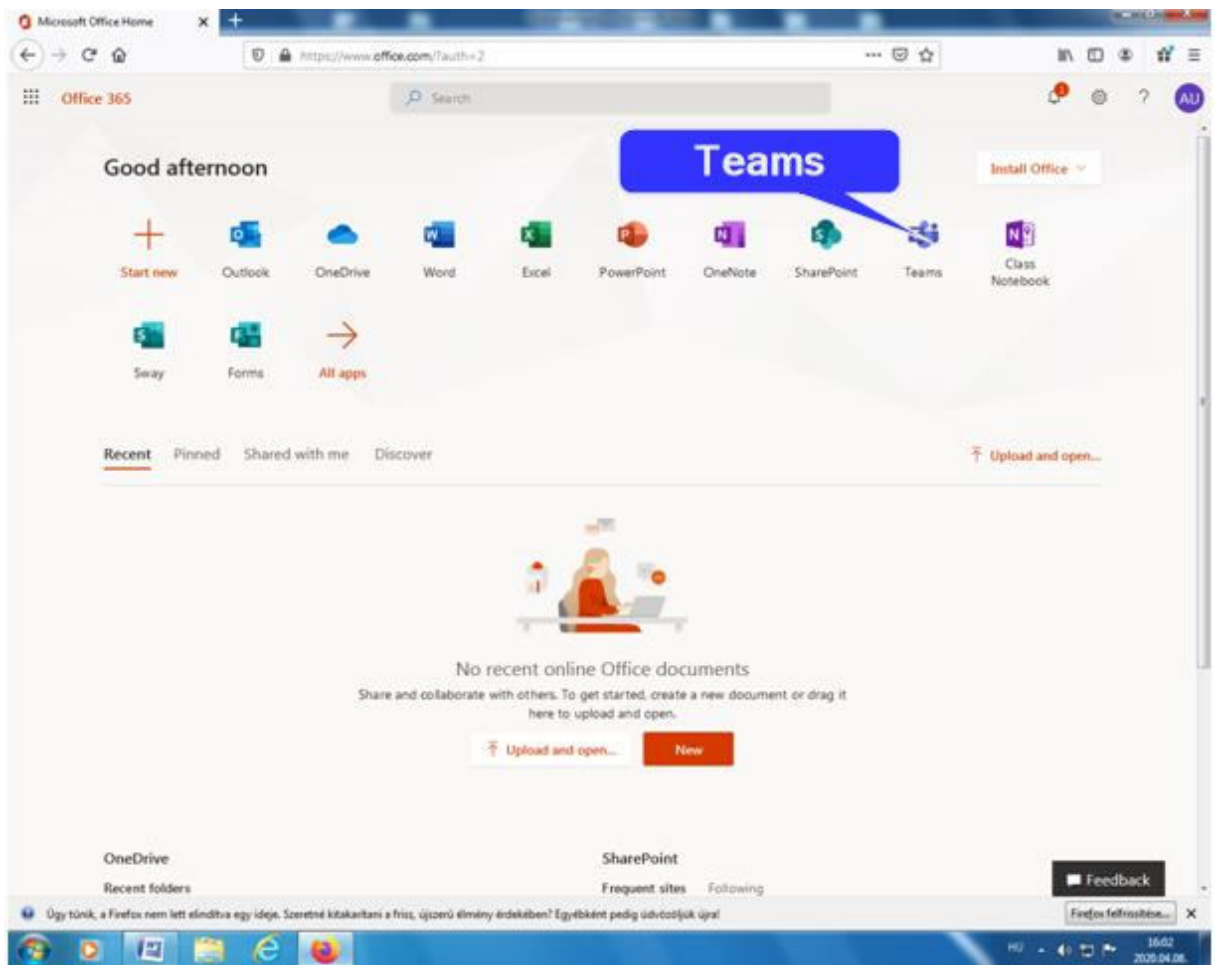 Microsoft Office Home
https://www.office.com/?auth=2
Office 365
Search
1
?
AU
Teams
Good afternoon
Install Office
Start new
Outlook
OneDrive
Word
Excel
PowerPoint
OneNote
SharePoint
Teams
Class
Notebook
Sway
Forms
All apps
Recent Pinned Shared with me Discover
Upload and open...
No recent online Office documents
Share and collaborate with others. To get started, create a new document or drag it
here to upload and open.
Upload and open...
New
OneDrive
SharePoint
Recent folders
Frequent sites Following
Feedback
Úgy tűnik, a Firefox nem lett elindítva egy ideje. Szeretné kitakarítani a friss, újszerű élmény érdekében? Egyébként pedig üdvözöljük újra!
Firefox felfrissítése...
HU
16:02
2020.04.08.